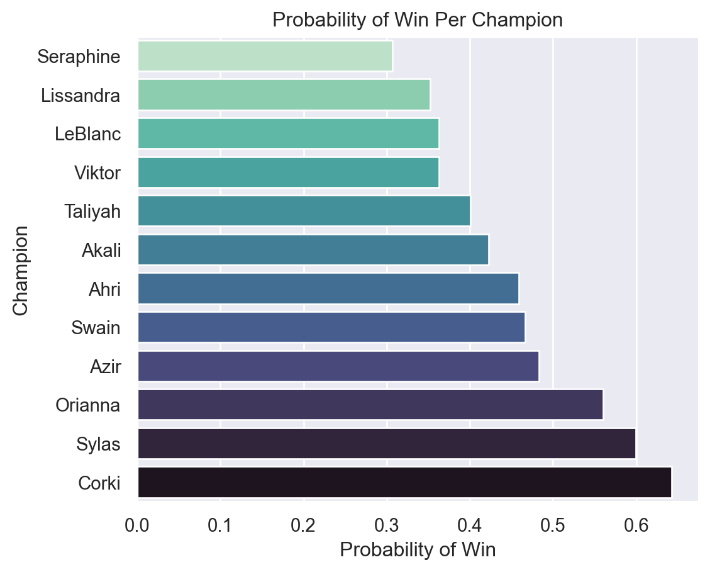 Probability of Win Per Champion
Seraphine
Lissandra
LeBlanc
Viktor
Taliyah
Akali
Ahri
Swain
Azir
Orianna
Sylas
Corki
Champion
0.0 0.1 0.2 0.3 0.4 0.5 0.6
Probability of Win